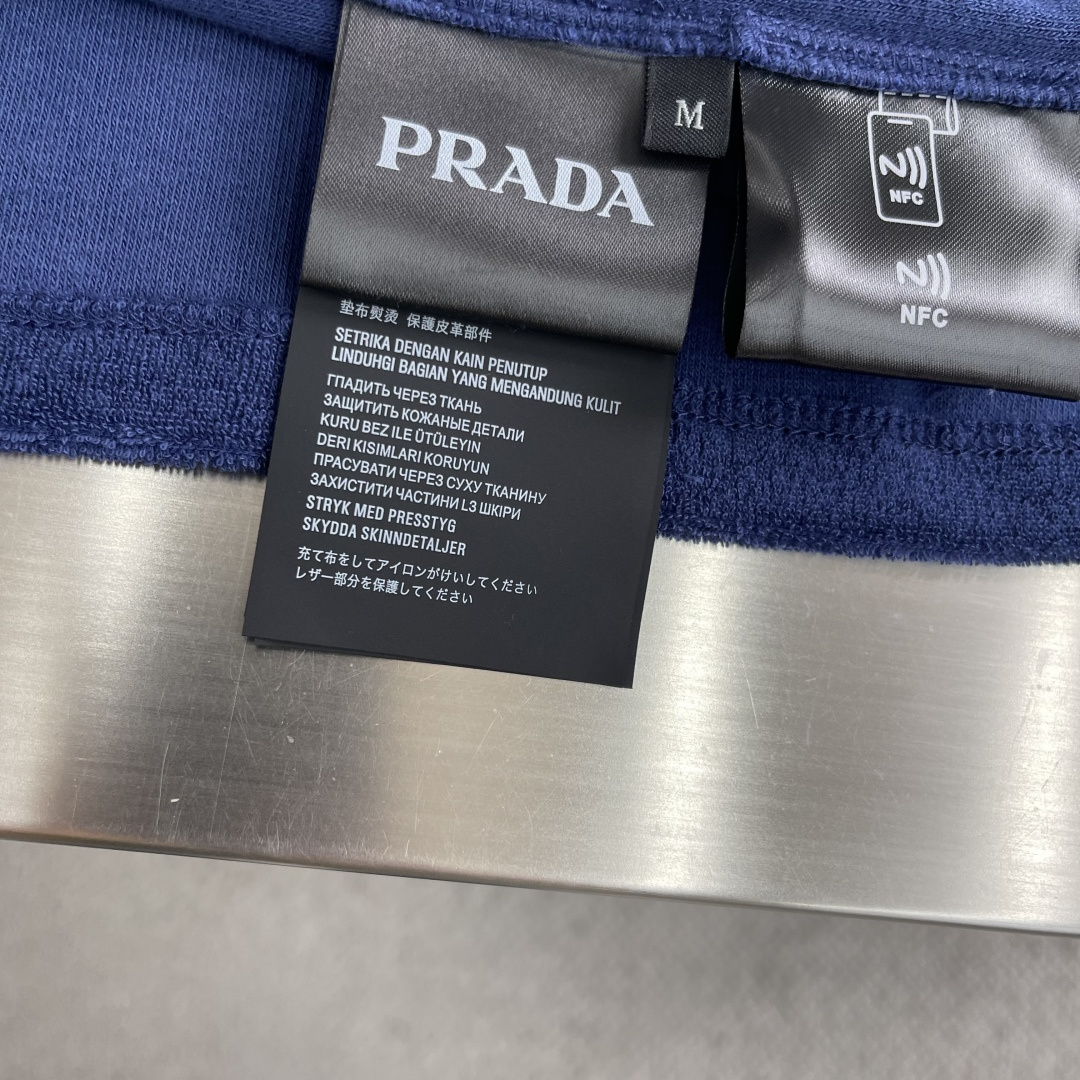 PRADA
M
NFC
NFC
垫布熨烫 保護皮革部件
SETRIKA DENGAN KAIN PENUTUP
LINDUHGI BAGIAN YANG MENGANDUNG KULIT
ГПАДИТЬ ЧЕРЕЗ ТКАНЬ
ЗАЩИТИТЬ КОЖАНЫЕ ДЕТАЛИ
KURU BEZ ILE ÜTÜLEYIN
DERI KISIMLARI KORUYUN
ПРАСУВАТИ ЧЕРЕЗ СУХУ ТКАНИНУ
ЗАХИСТИТИ ЧАСТИНИ LЗ ШКІРИ
STRYK MED PRESSTYG
SKYDDA SKINNDETALJER
充て布をしてアイロンがけいしてください
レザー部分を保護してください